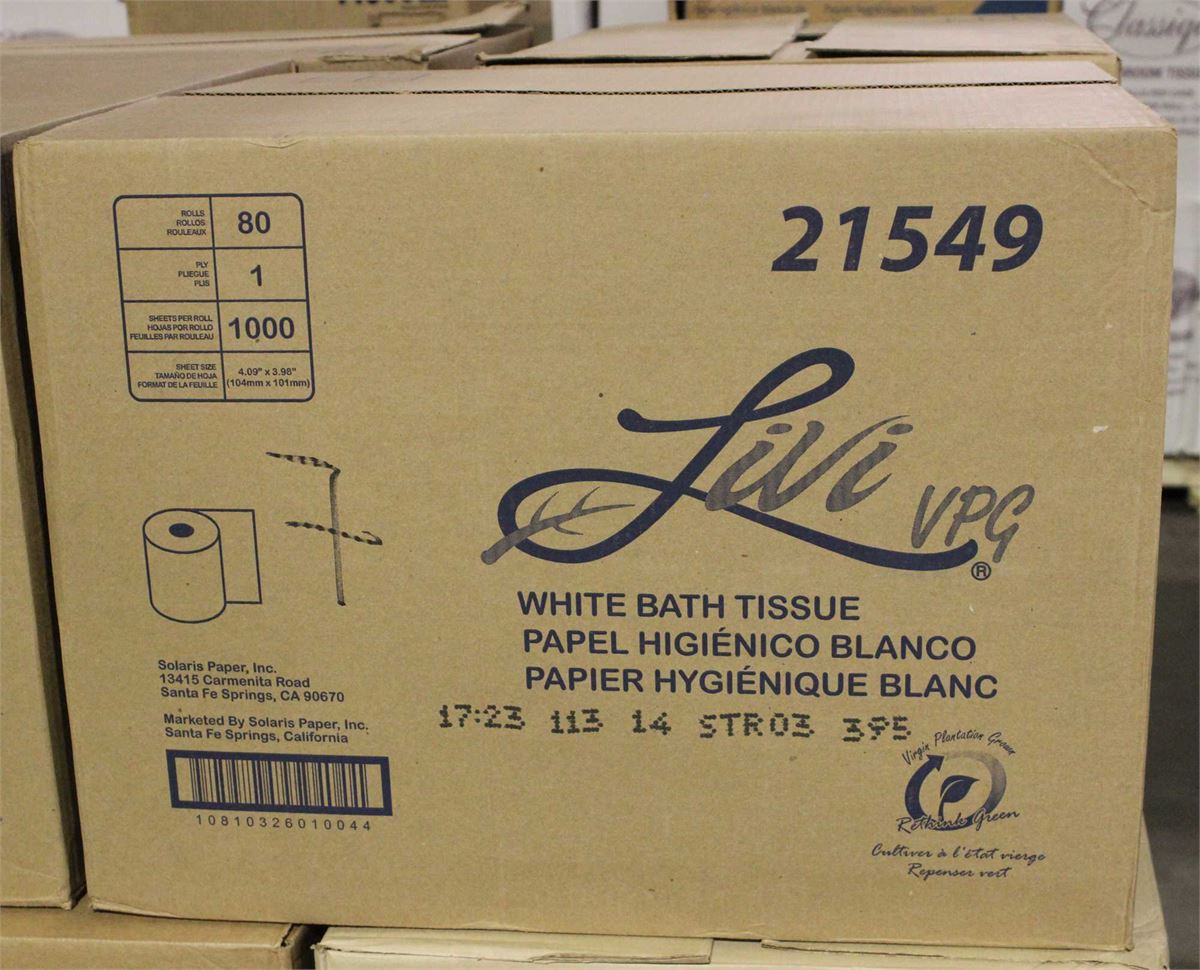 Classique
21549
ROLLS
ROLLOS
ROULEAUX
80
PLY
PLIEGUE
PLIS
1
SHEETS PER ROLL
HOJAS POR ROLLO
FEUILLES PAR ROULEAU
1000
SHEET SIZE
TAMAÑO DE HOJA
FORMAT DE LA FEUILLE
4.09" x 3.98"
(104mm x 101mm)
LiVi VPG®
WHITE BATH TISSUE
PAPEL HIGIÉNICO BLANCO
PAPIER HYGIÉNIQUE BLANC
Solaris Paper, Inc.
13415 Carmenita Road
Santa Fe Springs, CA 90670
Marketed By Solaris Paper, Inc.
Santa Fe Springs, California
17:23 113 14 STR03 395
10810326010044
Virgin Plantation Grown
Rethink Green
Cultiver à l'état vierge
Repenser vert